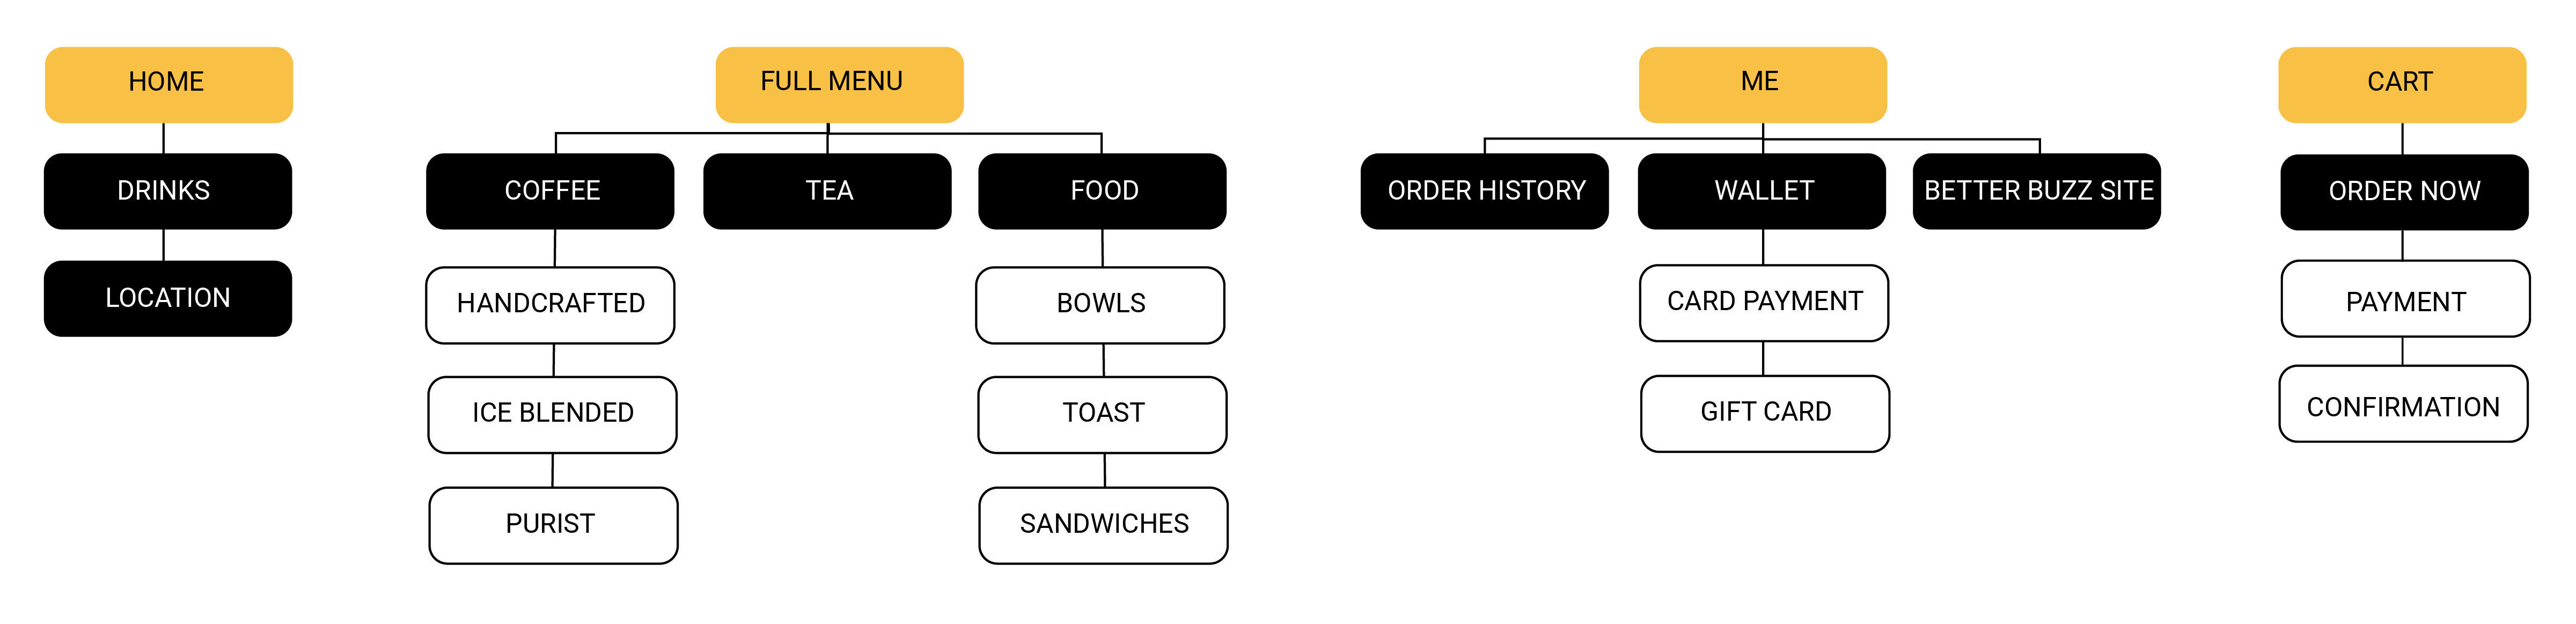 HOME
FULL MENU
ME
CART
DRINKS
COFFEE
TEA
FOOD
ORDER HISTORY
WALLET
BETTER BUZZ SITE
ORDER NOW
LOCATION
HANDCRAFTED
BOWLS
CARD PAYMENT
PAYMENT
ICE BLENDED
TOAST
GIFT CARD
CONFIRMATION
PURIST
SANDWICHES